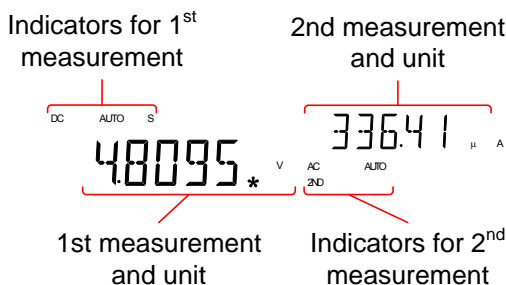 Indicators for 1st
measurement
2nd measurement
and unit
DC AUTO S
336.41 μ A
4.8095* V
AC AUTO
2ND
1st measurement
and unit
Indicators for 2nd
measurement